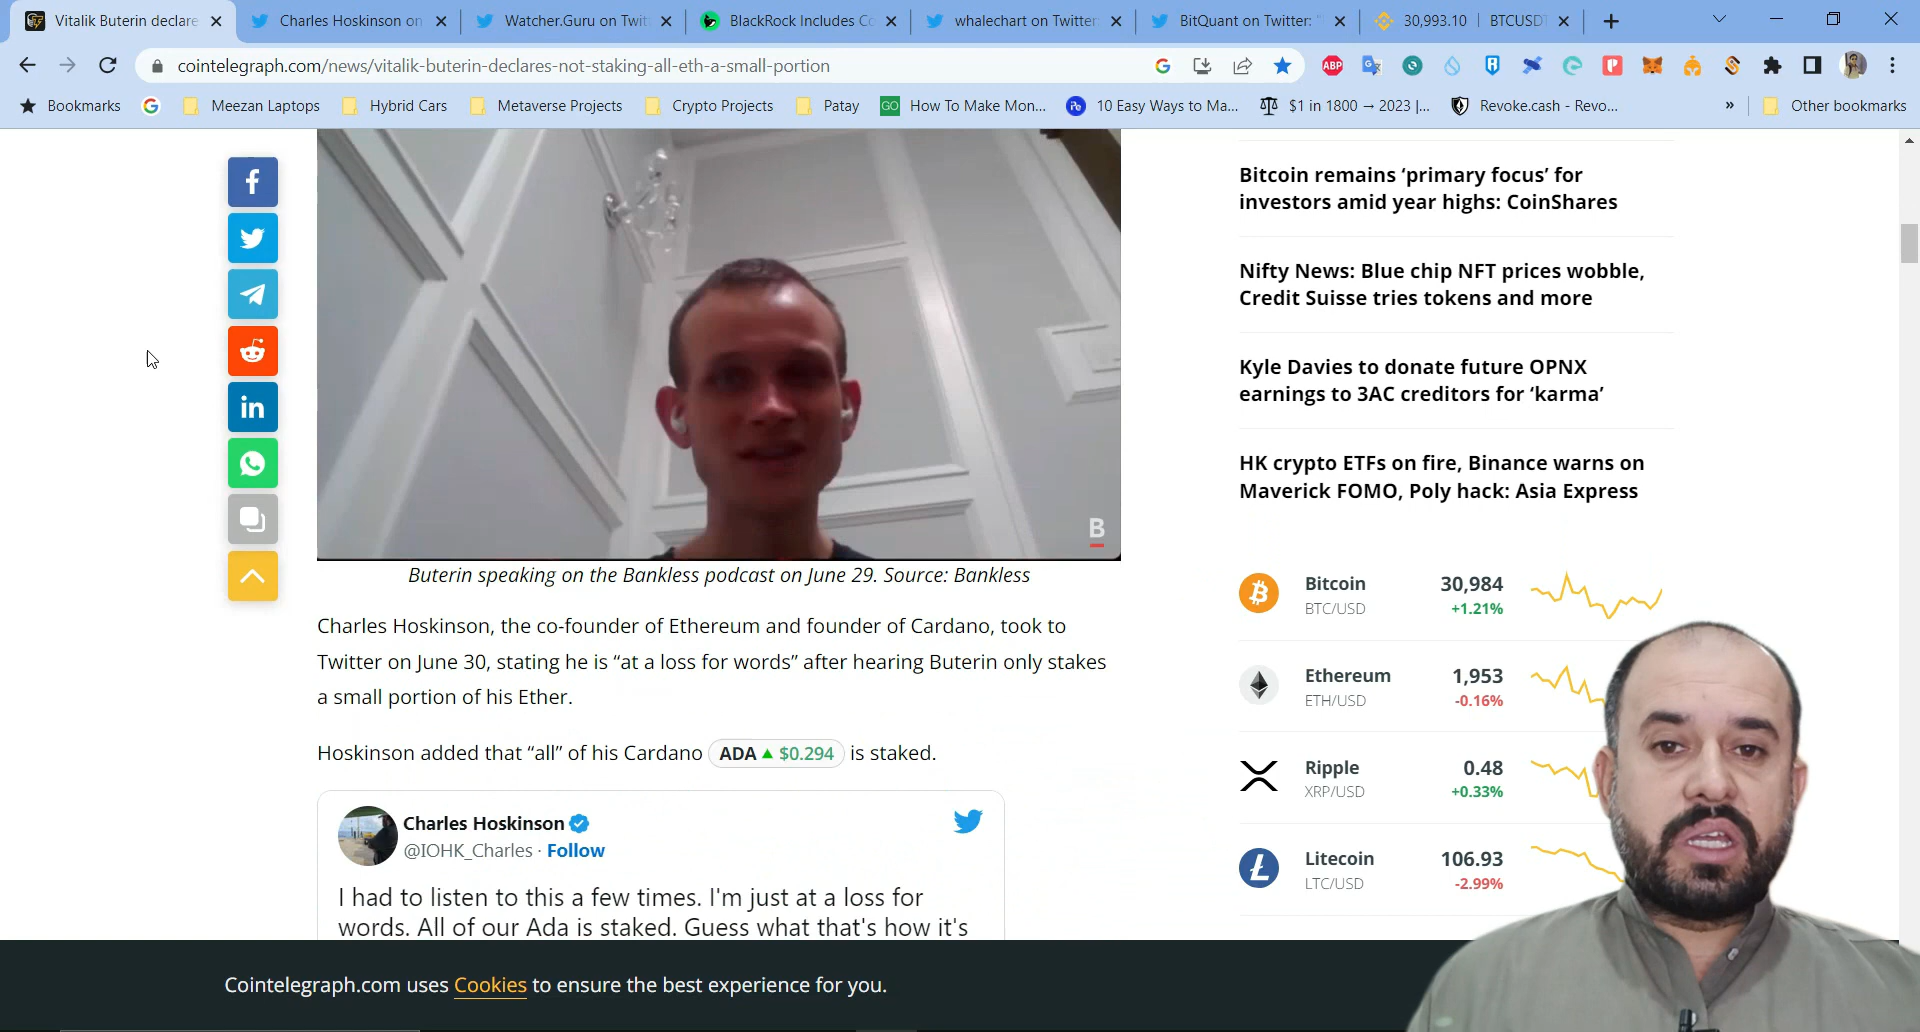 Vitalik Buterin declare
Charles Hoskinson on
Watcher.Guru on Twit
BlackRock Includes Co
whalechart on Twitter
BitQuant on Twitter: "
30,993.10 | BTCUSDT
cointelegraph.com/news/vitalik-buterin-declares-not-staking-all-eth-a-small-portion
ABP
Bookmarks
Meezan Laptops
Hybrid Cars
Metaverse Projects
Crypto Projects
Patay
GO
How To Make Mon...
10 Easy Ways to Ma...
$1 in 1800 → 2023 |...
Revoke.cash - Revo...
»
Other bookmarks
B
Buterin speaking on the Bankless podcast on June 29. Source: Bankless
Charles Hoskinson, the co-founder of Ethereum and founder of Cardano, took to
Twitter on June 30, stating he is “at a loss for words” after hearing Buterin only stakes
a small portion of his Ether.
Hoskinson added that “all” of his Cardano ADA ▲ $0.294 is staked.
Charles Hoskinson
@IOHK_Charles · Follow
I had to listen to this a few times. I'm just at a loss for
words. All of our Ada is staked. Guess what that's how it's
Bitcoin remains ‘primary focus’ for
investors amid year highs: CoinShares
Nifty News: Blue chip NFT prices wobble,
Credit Suisse tries tokens and more
Kyle Davies to donate future OPNX
earnings to 3AC creditors for ‘karma’
HK crypto ETFs on fire, Binance warns on
Maverick FOMO, Poly hack: Asia Express
Bitcoin 30,984
BTC/USD +1.21%
Ethereum 1,953
ETH/USD -0.16%
Ripple 0.48
XRP/USD +0.33%
Litecoin 106.93
LTC/USD -2.99%
Cointelegraph.com uses Cookies to ensure the best experience for you.